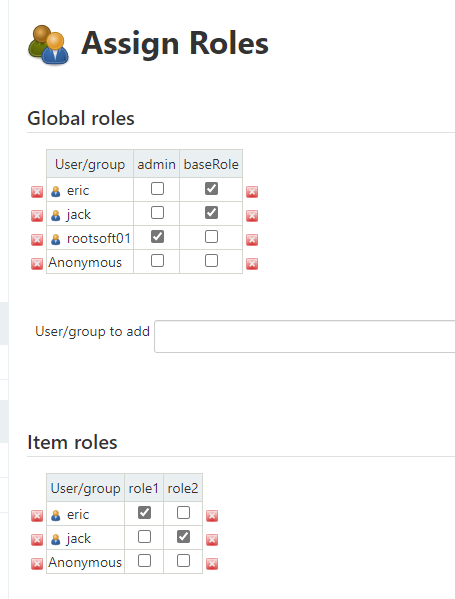 Assign Roles
Global roles
User/group admin baseRole
eric
jack
rootsoft01
Anonymous
User/group to add
Item roles
User/group role1 role2
eric
jack
Anonymous